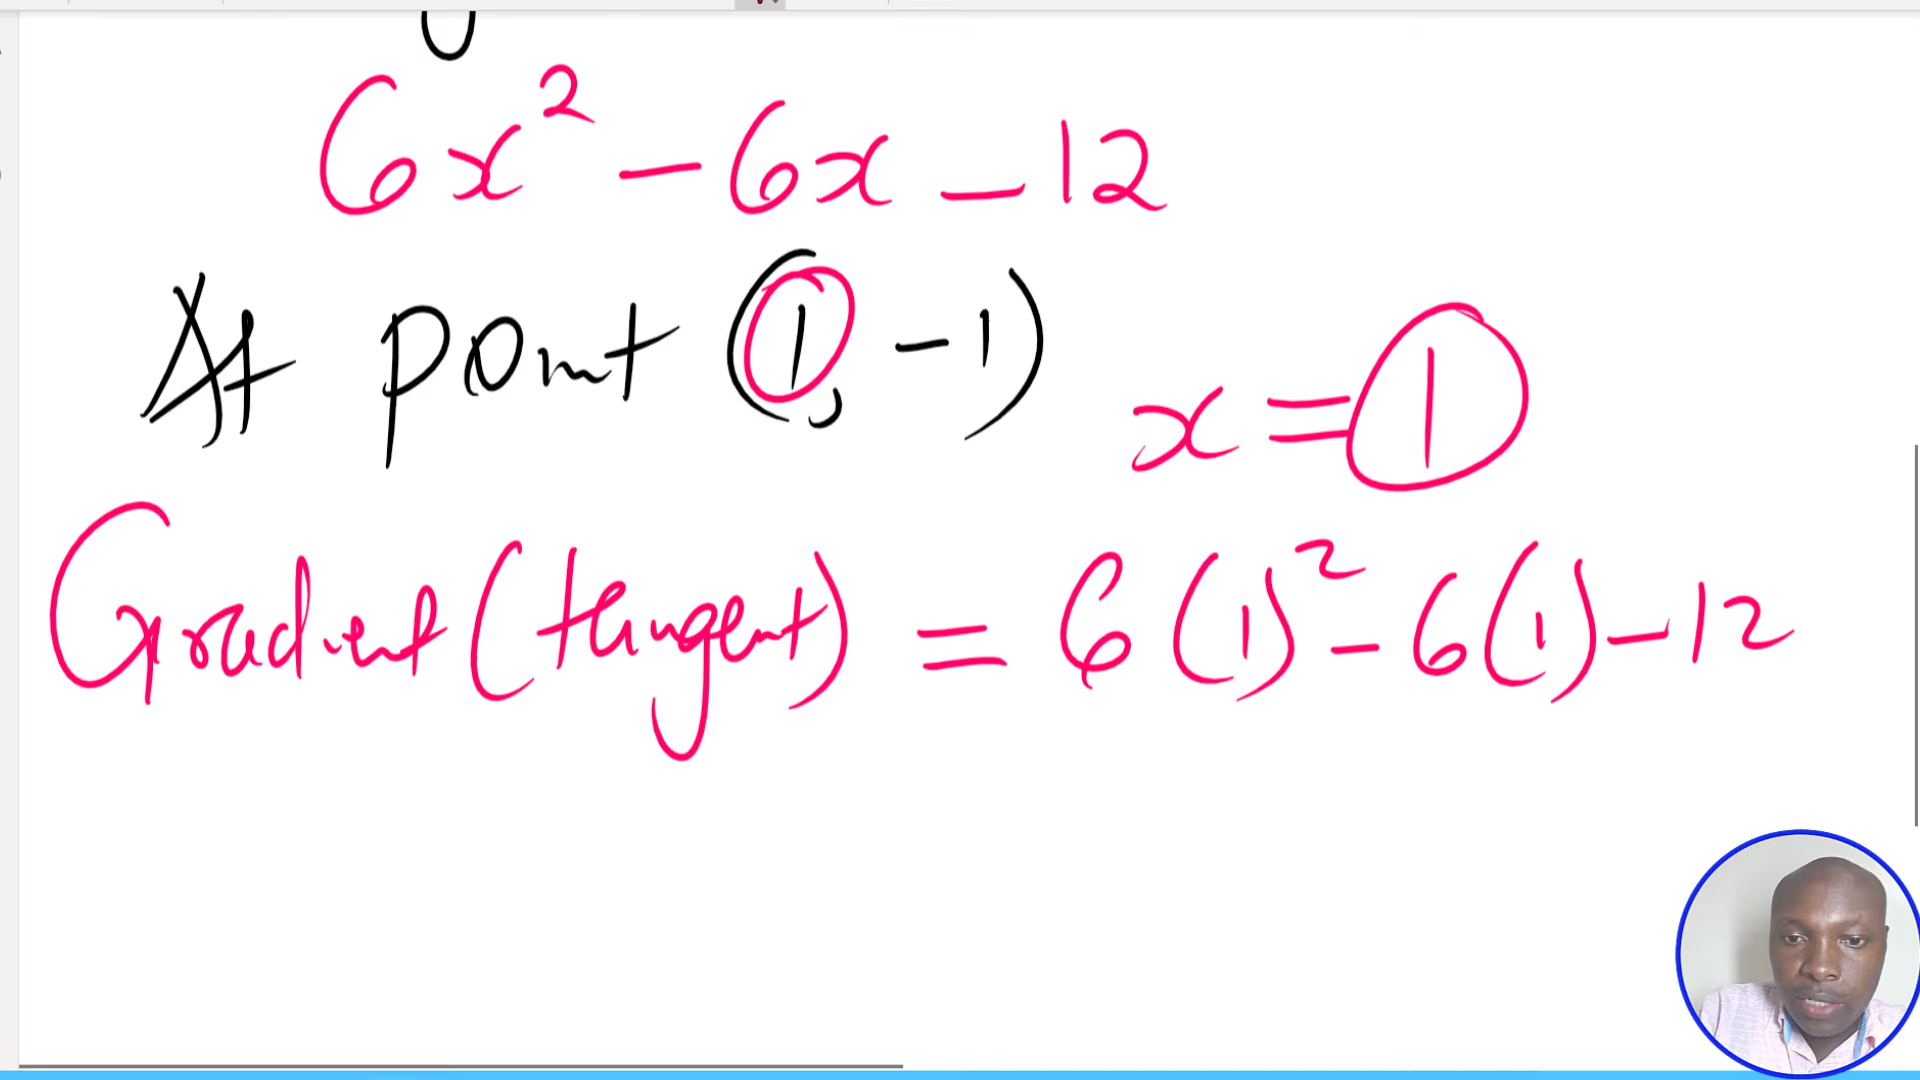 6x² - 6x - 12
At point (1, -1)
x = 1
Gradient (tangent) = 6(1)² - 6(1) - 12